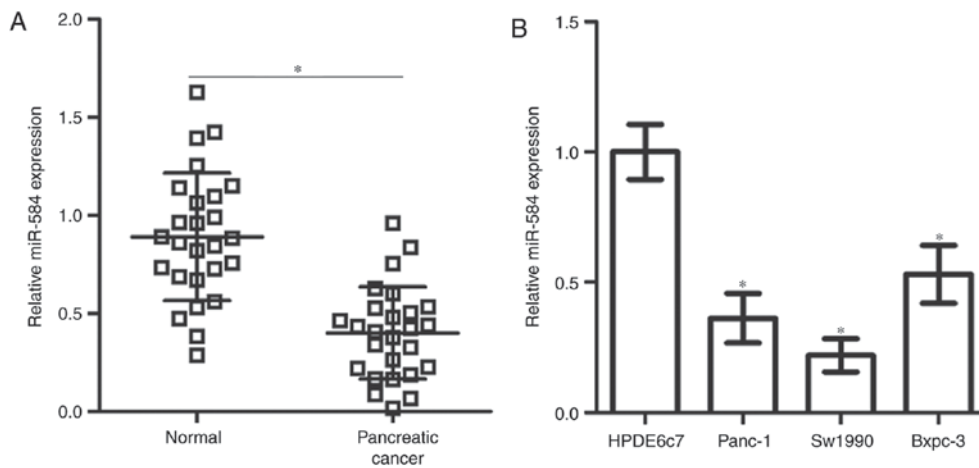 A
Relative miR-584 expression
2.0
1.5
1.0
0.5
0.0
*
Normal
Pancreatic
cancer
B
Relative miR-584 expression
1.5
1.0
0.5
0.0
*
*
*
HPDE6c7
Panc-1
Sw1990
Bxpc-3